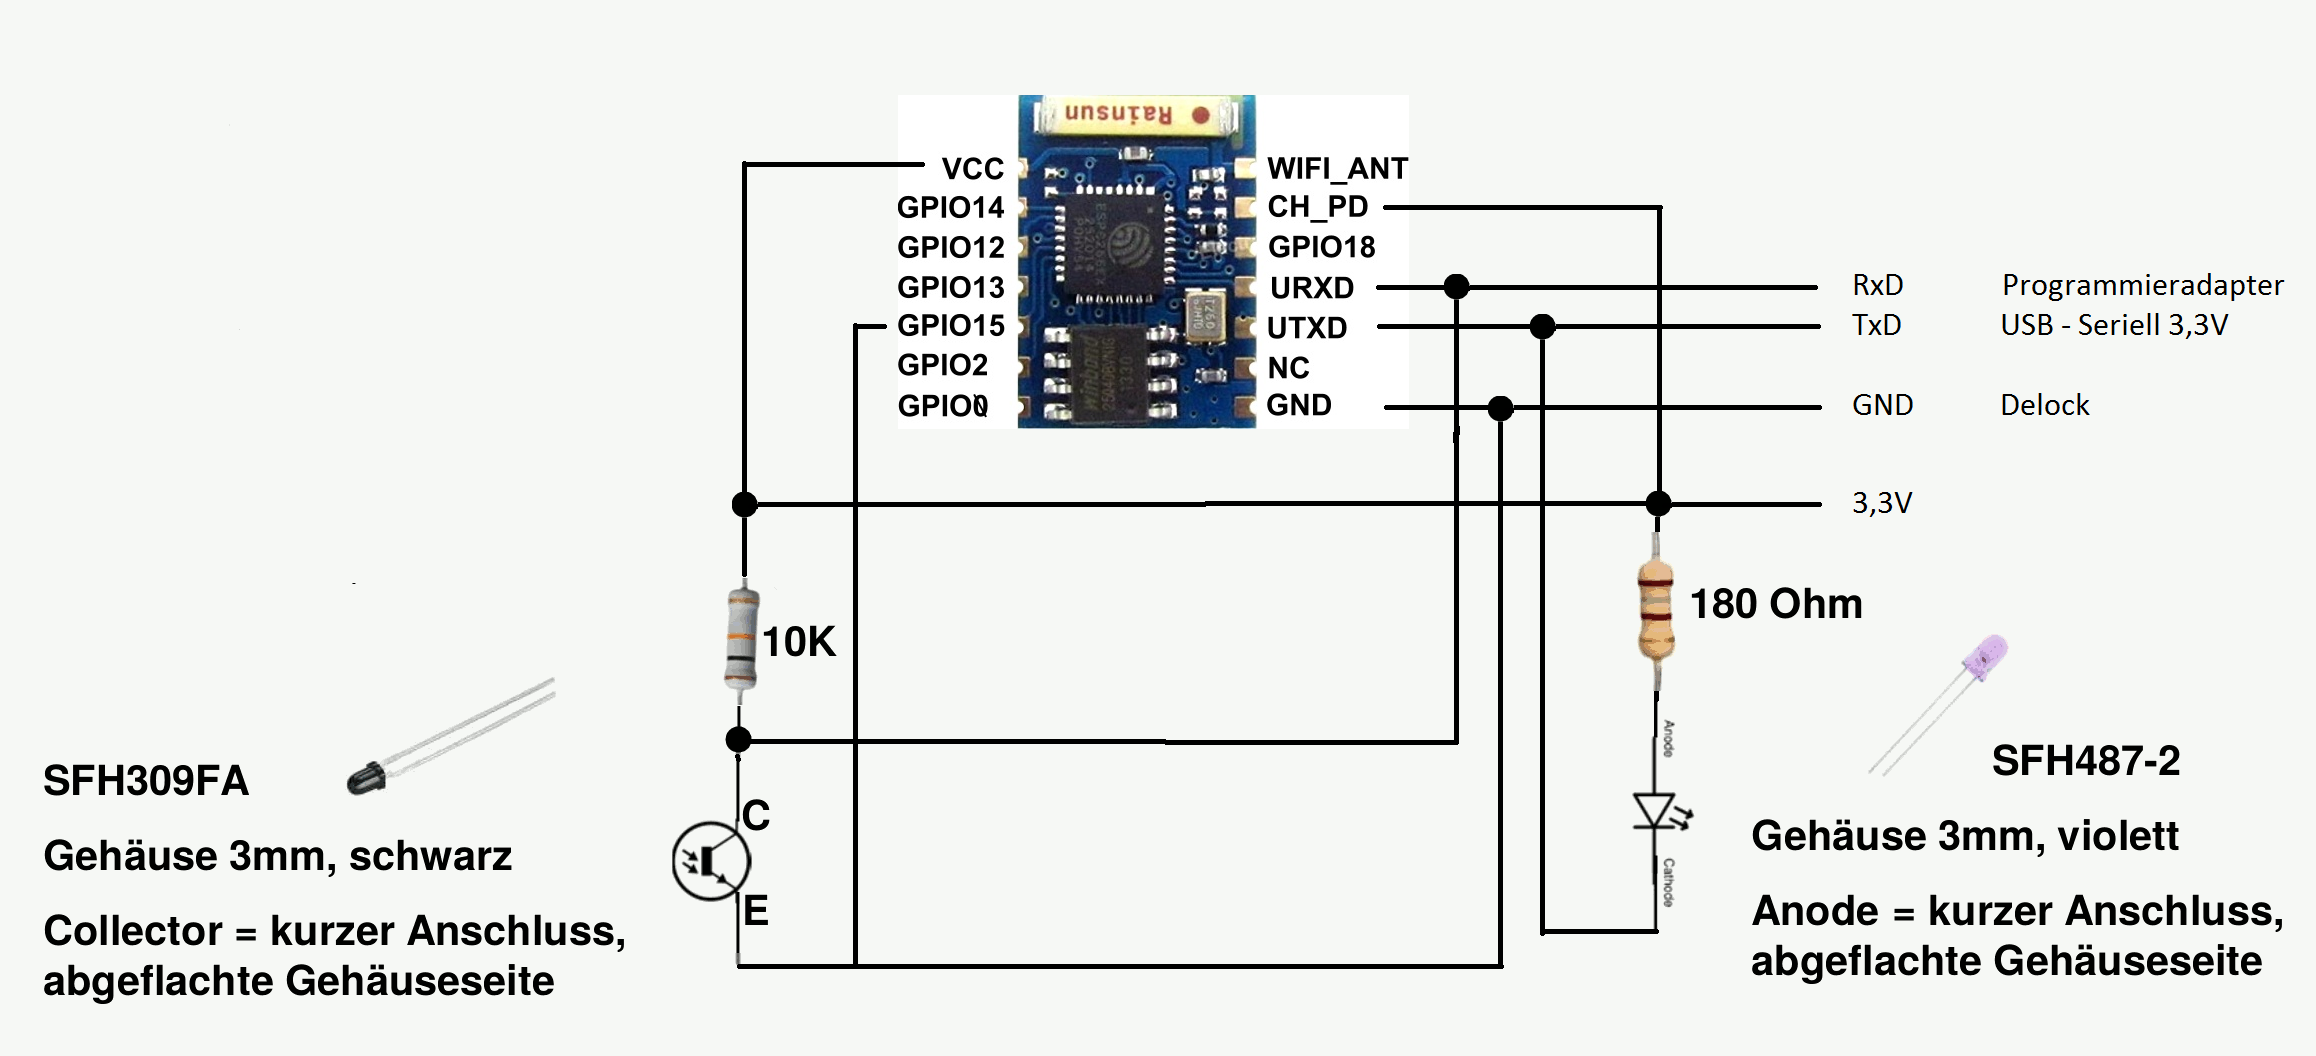 Rainsun
VCC
GPIO14
GPIO12
GPIO13
GPIO15
GPIO2
GPIO0
WIFI_ANT
CH_PD
GPIO18
URXD
UTXD
NC
GND
winbond
1330
RxD Programmieradapter
TxD USB - Seriell 3,3V
GND Delock
3,3V
10K
180 Ohm
Anode
Cathode
C
E
SFH309FA
Gehäuse 3mm, schwarz
Collector = kurzer Anschluss,
abgeflachte Gehäuseseite
SFH487-2
Gehäuse 3mm, violett
Anode = kurzer Anschluss,
abgeflachte Gehäuseseite